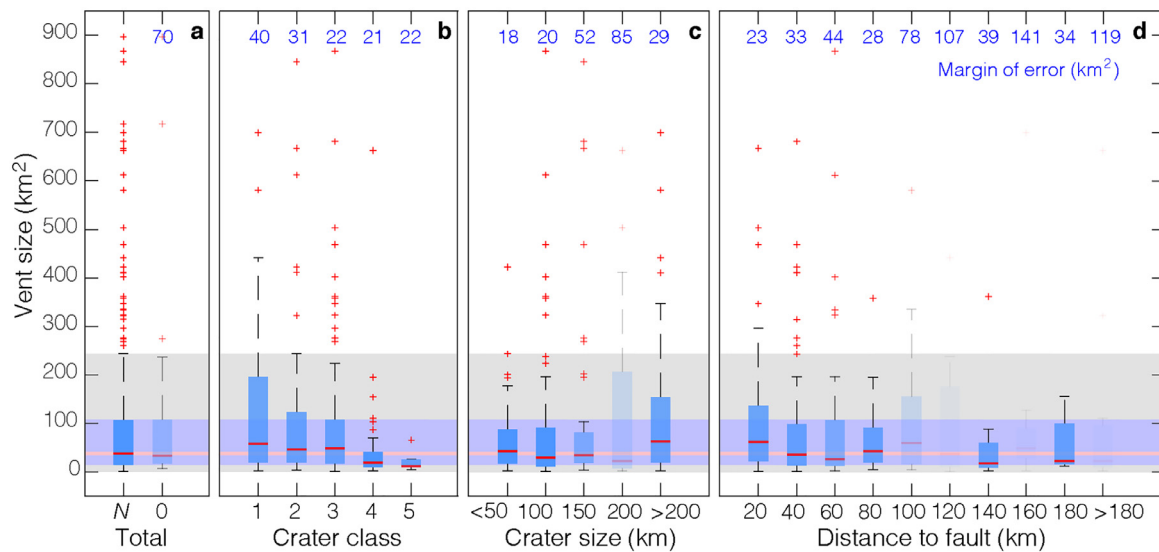 900
800
700
600
500
400
300
200
100
0
Vent size (km²)
70 a
N 0
Total
40 31 22 21 22 b
1 2 3 4 5
Crater class
18 20 52 85 29 c
<50 100 150 200 >200
Crater size (km)
23 33 44 28 78 107 39 141 34 119 d
Margin of error (km²)
20 40 60 80 100 120 140 160 180 >180
Distance to fault (km)